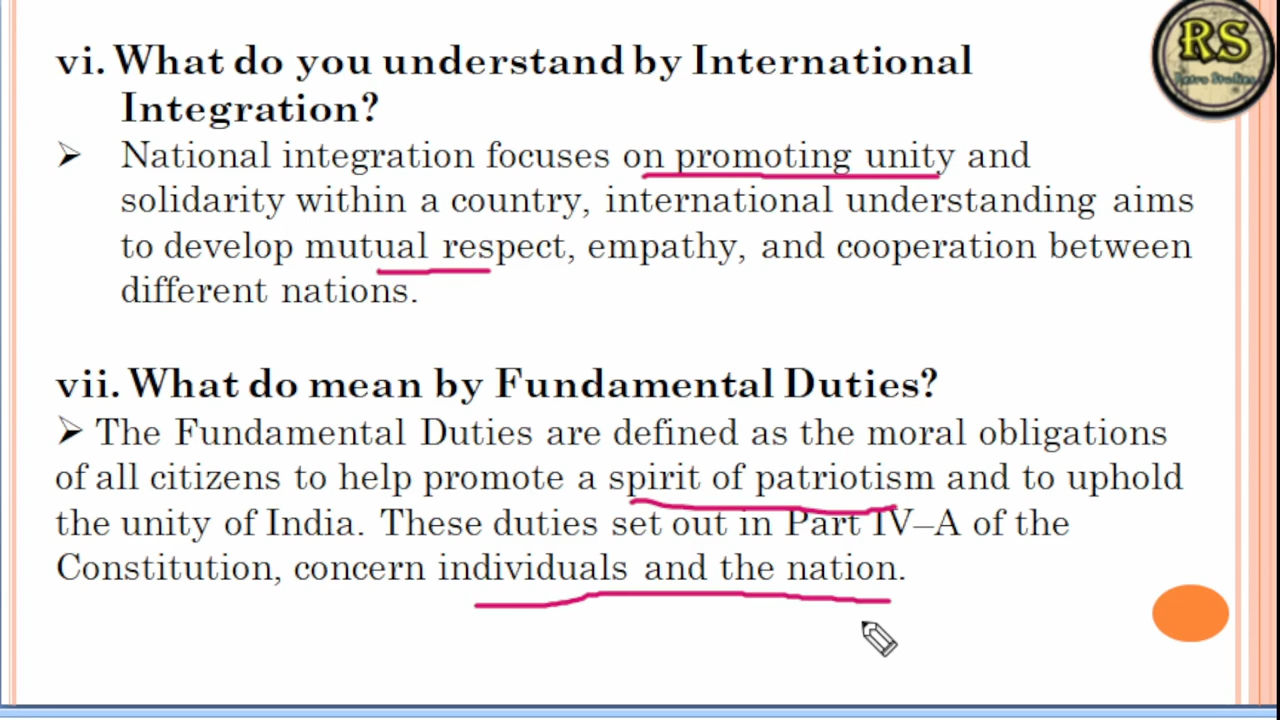 RS
Retro Studies
vi. What do you understand by International
Integration?
➤ National integration focuses on promoting unity and
solidarity within a country, international understanding aims
to develop mutual respect, empathy, and cooperation between
different nations.
vii. What do mean by Fundamental Duties?
➤ The Fundamental Duties are defined as the moral obligations
of all citizens to help promote a spirit of patriotism and to uphold
the unity of India. These duties set out in Part IV–A of the
Constitution, concern individuals and the nation.